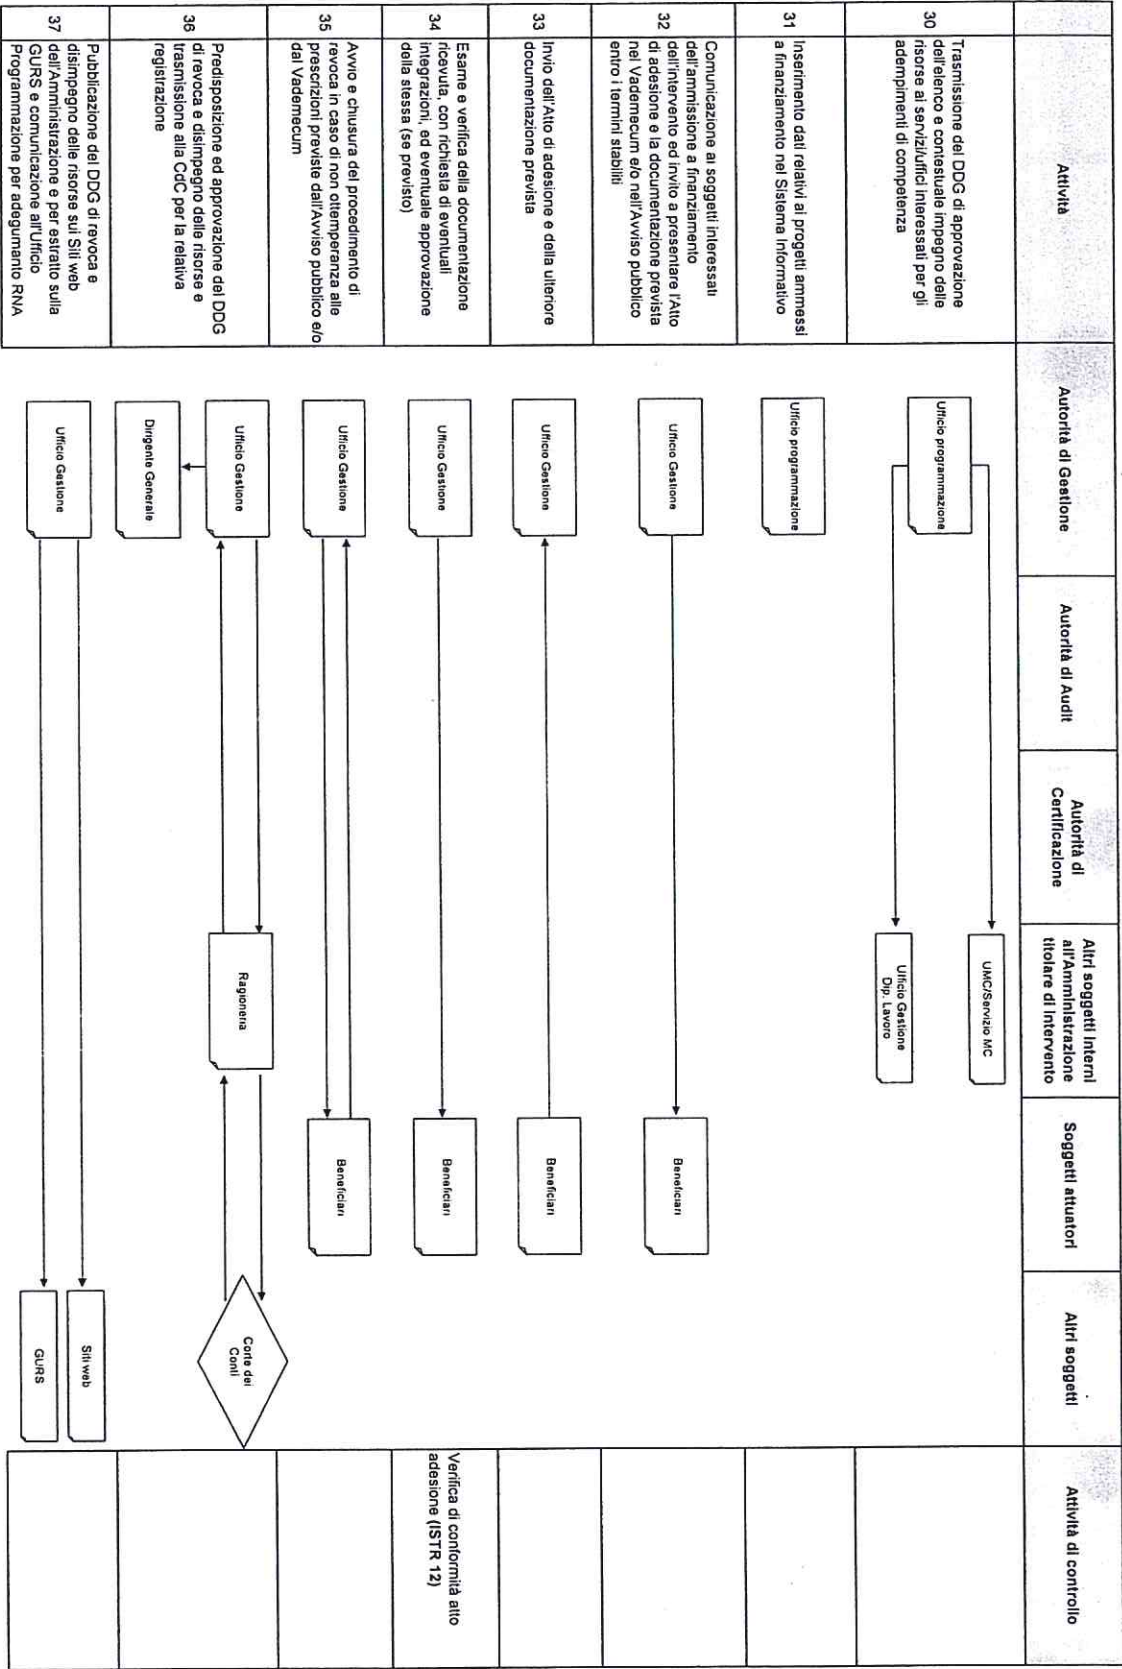 Attività
Autorità di Gestione
Autorità di Audit
Autorità di
Certificazione
Altri soggetti interni
all'Amministrazione
titolare di intervento
Soggetti attuatori
Altri soggetti
Attività di controllo
30
Trasmissione del DDG di approvazione
dell'elenco e contestuale impegno delle
risorse ai servizi/uffici interessati per gli
adempimenti di competenza
Ufficio programmazione
UMC/Servizio MC
Ufficio Gestione
Dip. Lavoro
31
Inserimento dati relativi ai progetti ammessi
a finanziamento nel Sistema Informativo
Ufficio programmazione
32
Comunicazione ai soggetti interessati
dell'ammissione a finanziamento
dell'intervento ed invito a presentare l'Atto
di adesione e la documentazione prevista
nel Vademecum e/o nell'Avviso pubblico
entro i termini stabiliti
Ufficio Gestione
Beneficiari
33
Invio dell'Atto di adesione e della ulteriore
documentazione prevista
Ufficio Gestione
Beneficiari
34
Esame e verifica della documentazione
ricevuta, con richiesta di eventuali
integrazioni, ed eventuale approvazione
della stessa (se previsto)
Ufficio Gestione
Beneficiari
Verifica di conformità atto
adesione (ISTR 12)
35
Avvio e chiusura del procedimento di
revoca in caso di non ottemperanza alle
prescrizioni previste dall'Avviso pubblico e/o
dal Vademecum
Ufficio Gestione
Beneficiari
36
Predisposizione ed approvazione del DDG
di revoca e disimpegno delle risorse e
trasmissione alla CdC per la relativa
registrazione
Ufficio Gestione
Dirigente Generale
Ragioneria
Corte dei
Conti
37
Pubblicazione del DDG di revoca e
disimpegno delle risorse sui Siti web
dell'Amministrazione e per estratto sulla
GURS e comunicazione all'Ufficio
Programmazione per adeguamanto RNA
Ufficio Gestione
Siti web
GURS